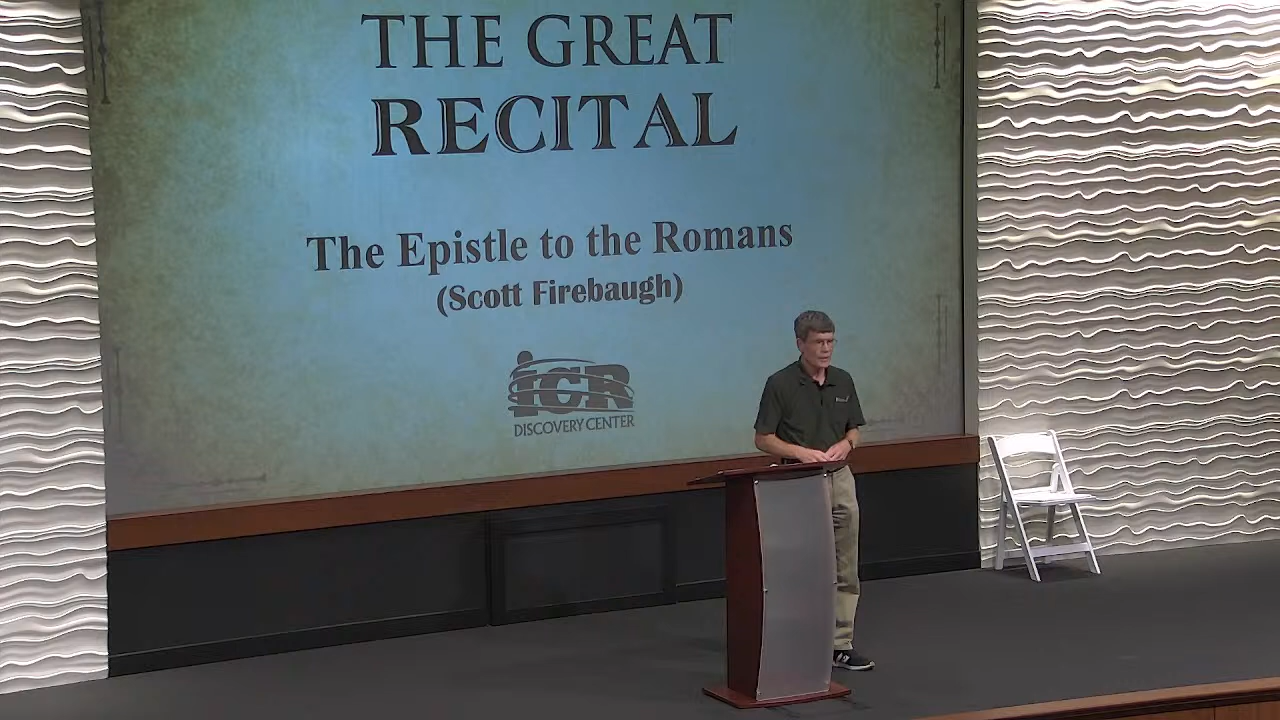 THE GREAT
RECITAL
The Epistle to the Romans
(Scott Firebaugh)
ICR
DISCOVERY CENTER